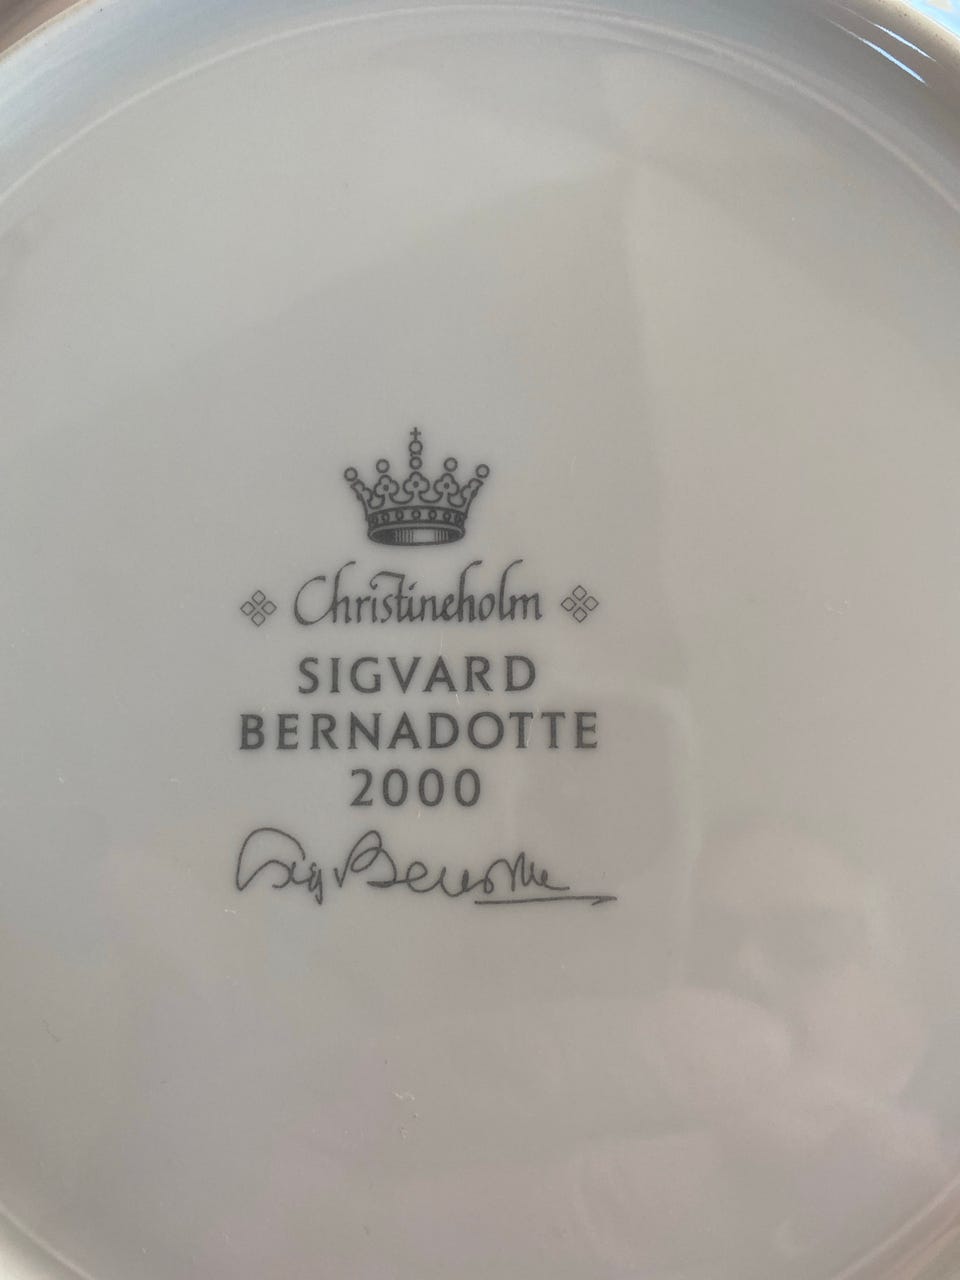 Christineholm
SIGVARD
BERNADOTTE
2000